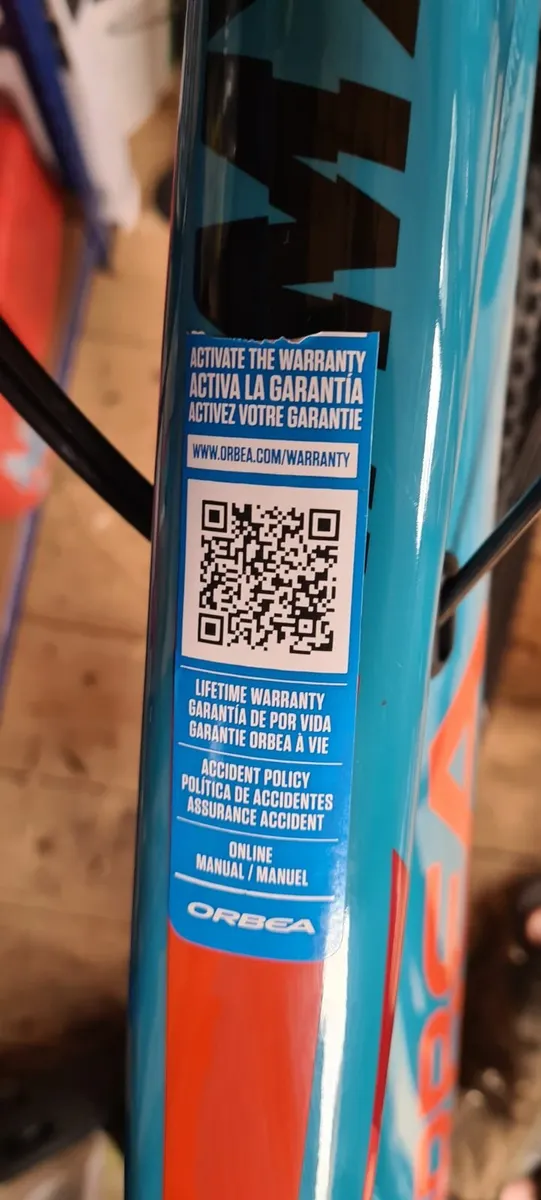 ACTIVATE THE WARRANTY
ACTIVA LA GARANTÍA
ACTIVEZ VOTRE GARANTIE
WWW.ORBEA.COM/WARRANTY
LIFETIME WARRANTY
GARANTÍA DE POR VIDA
GARANTIE ORBEA À VIE
ACCIDENT POLICY
POLÍTICA DE ACCIDENTES
ASSURANCE ACCIDENT
ONLINE
MANUAL / MANUEL
ORBEA